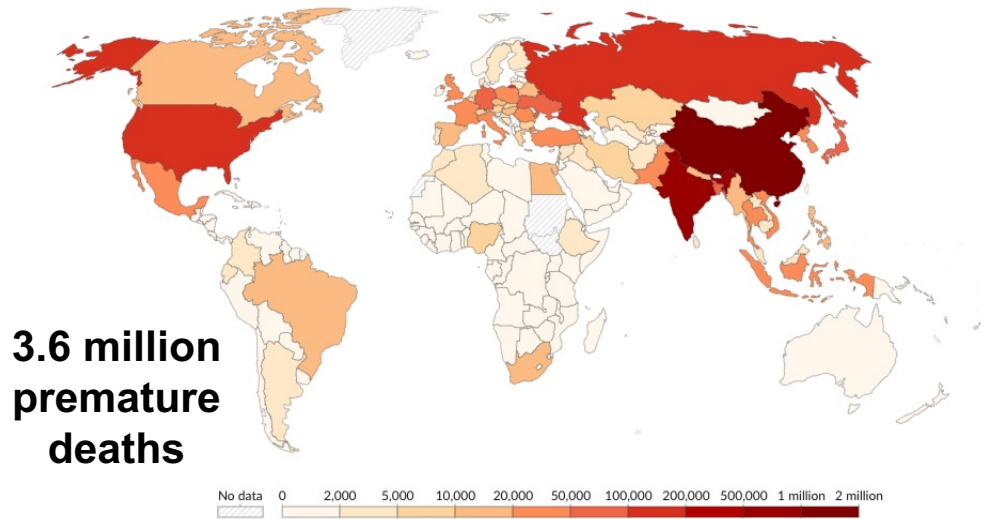 3.6 million
premature
deaths
No data 0 2,000 5,000 10,000 20,000 50,000 100,000 200,000 500,000 1 million 2 million